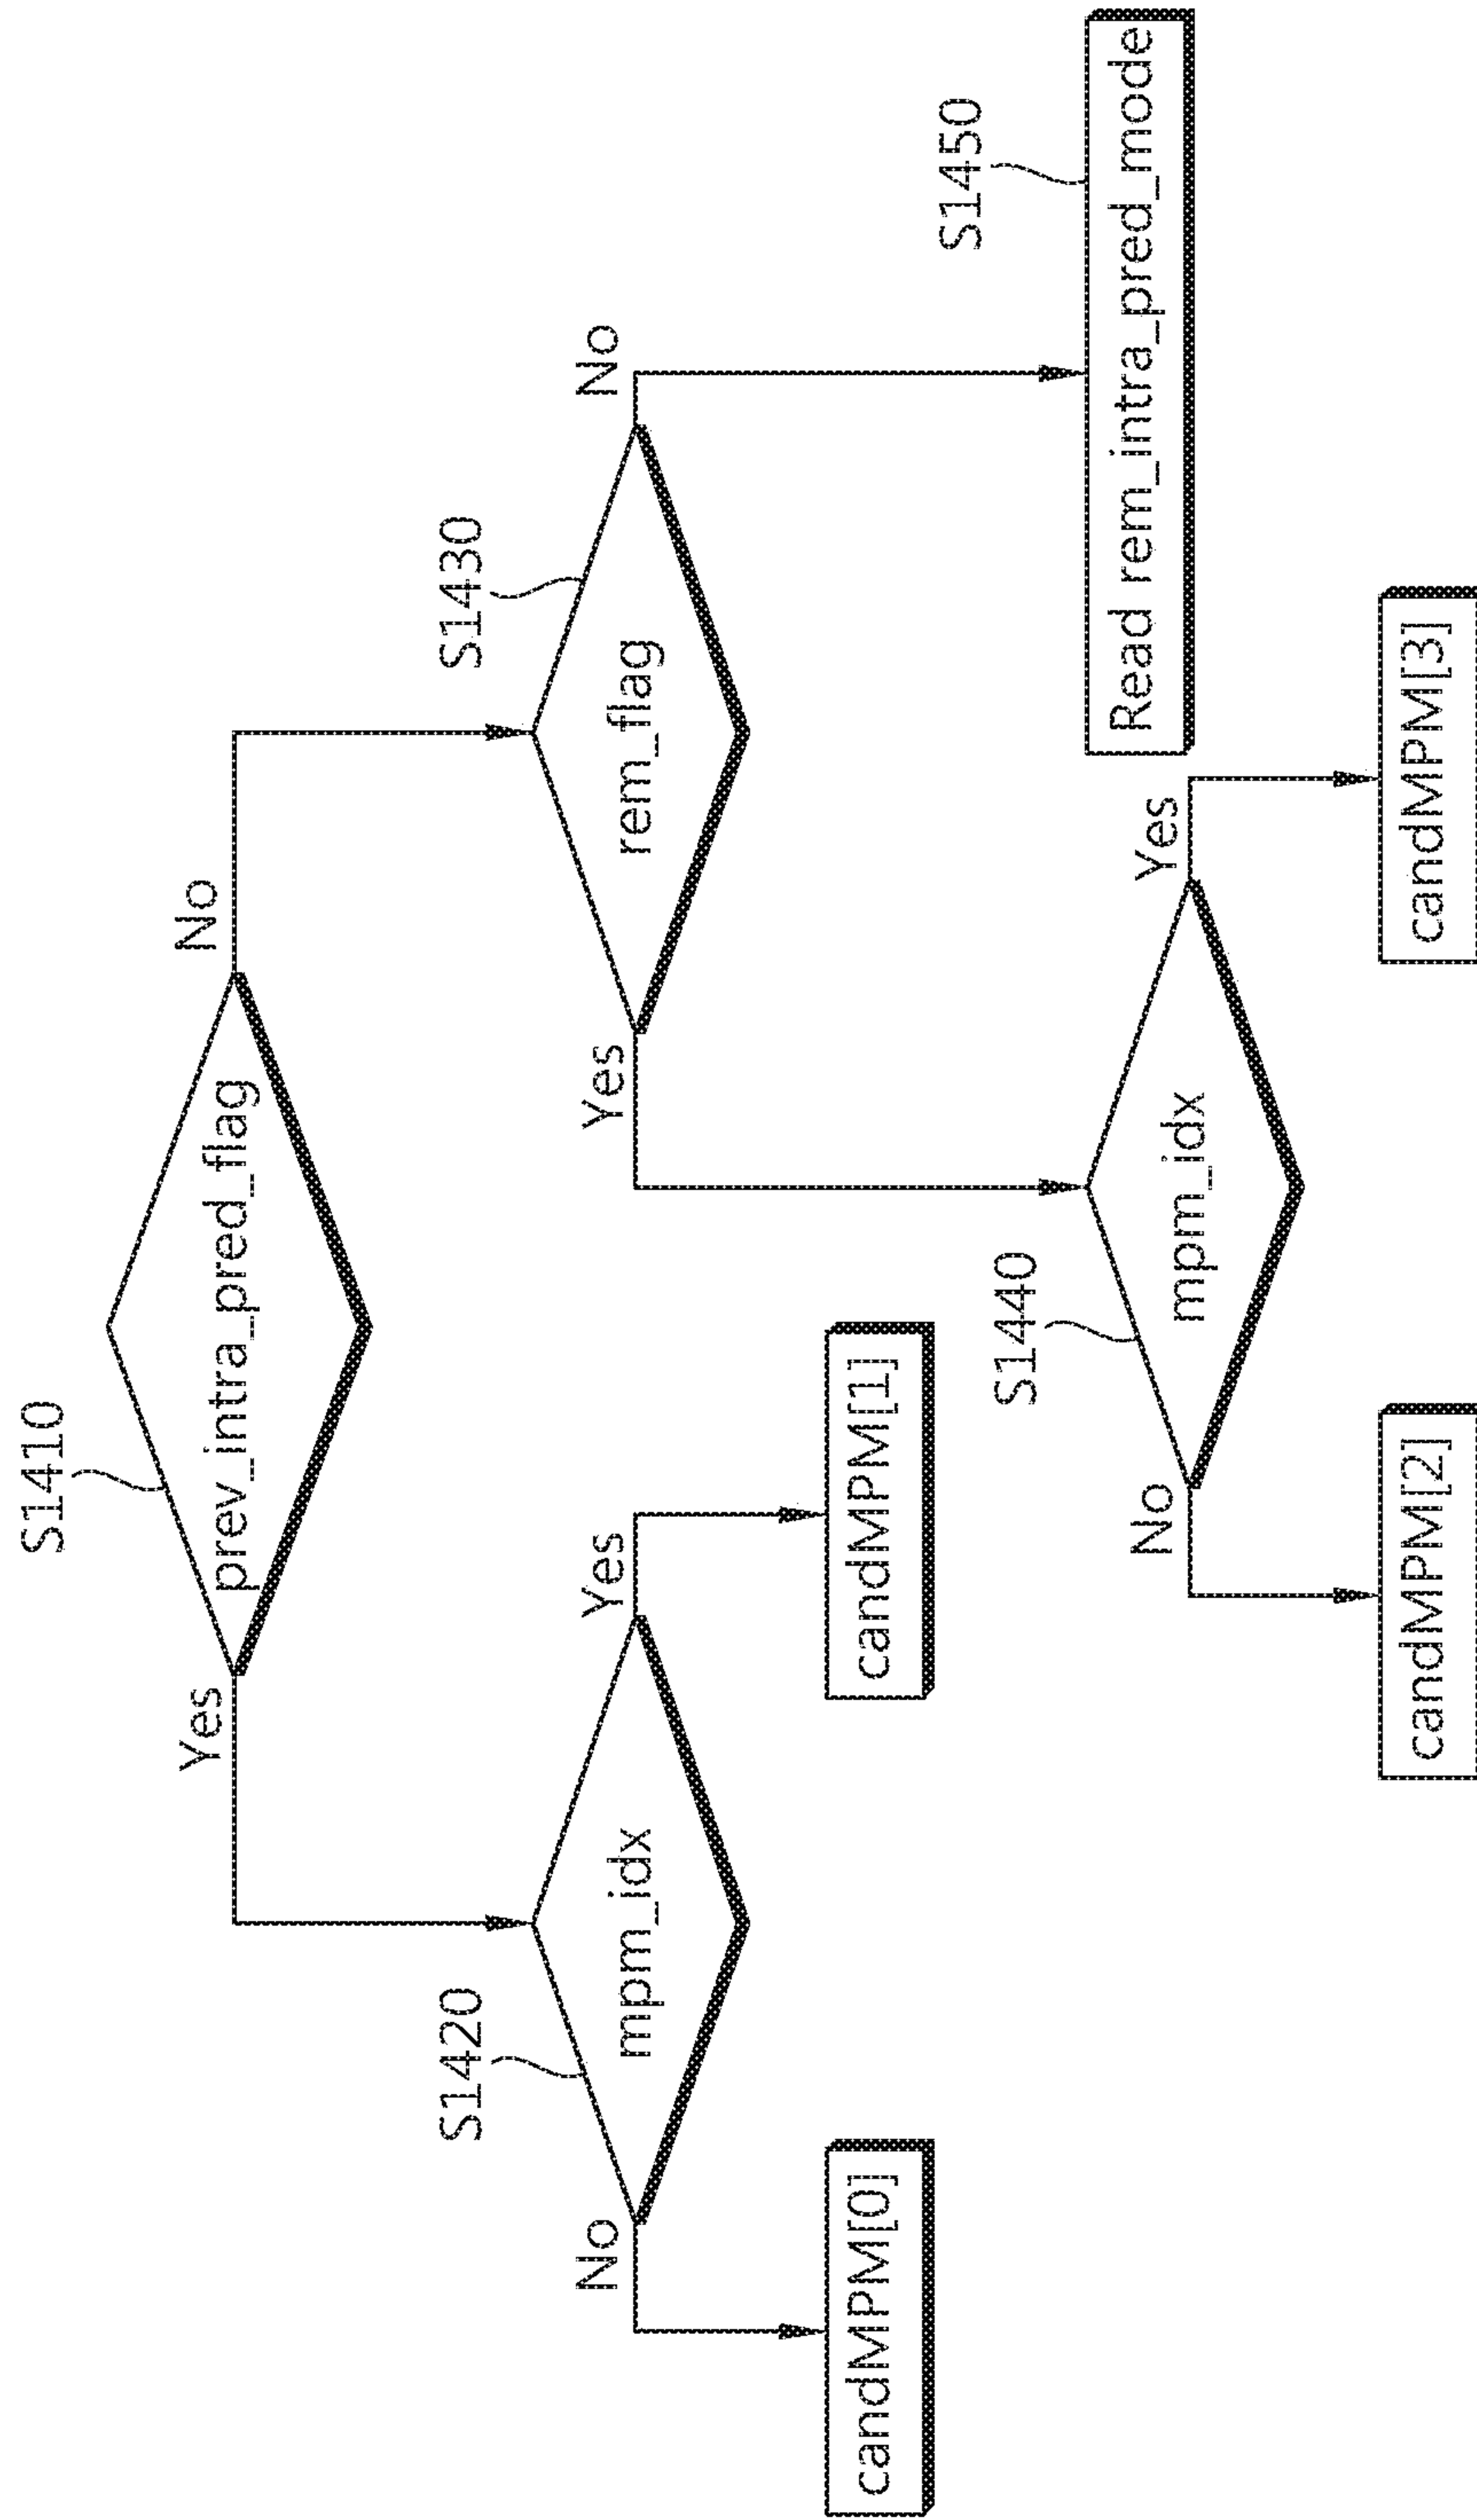 S1410
prev_intra_pred_flag
Yes
No
S1420
mpm_idx
No
Yes
S1430
rem_flag
Yes
No
candMPM[0]
candMPM[1]
S1440
mpm_idx
No
Yes
S1450
Read rem_intra_pred_mode
candMPM[2]
candMPM[3]